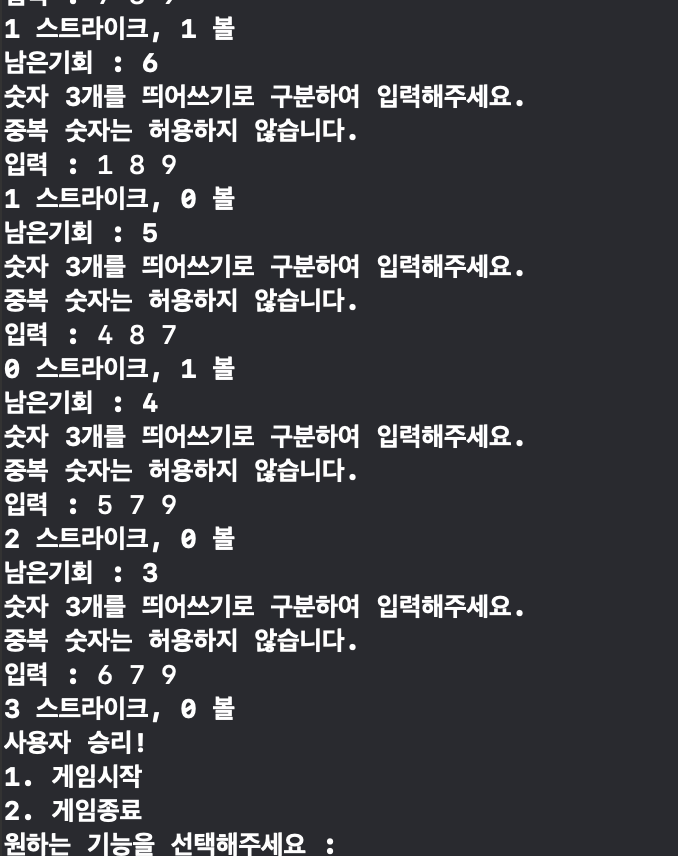 1 스트라이크, 1 볼
남은기회 : 6
숫자 3개를 띄어쓰기로 구분하여 입력해주세요.
중복 숫자는 허용하지 않습니다.
입력 : 1 8 9
1 스트라이크, 0 볼
남은기회 : 5
숫자 3개를 띄어쓰기로 구분하여 입력해주세요.
중복 숫자는 허용하지 않습니다.
입력 : 4 8 7
0 스트라이크, 1 볼
남은기회 : 4
숫자 3개를 띄어쓰기로 구분하여 입력해주세요.
중복 숫자는 허용하지 않습니다.
입력 : 5 7 9
2 스트라이크, 0 볼
남은기회 : 3
숫자 3개를 띄어쓰기로 구분하여 입력해주세요.
중복 숫자는 허용하지 않습니다.
입력 : 6 7 9
3 스트라이크, 0 볼
사용자 승리!
1. 게임시작
2. 게임종료
원하는 기능을 선택해주세요 :